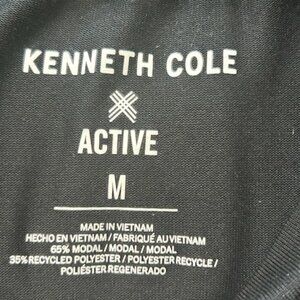 KENNETH COLE
ACTIVE
M
MADE IN VIETNAM
HECHO EN VIETNAM / FABRIQUÉ AU VIETNAM
65% MODAL / MODAL / MODAL
35% RECYCLED POLYESTER / POLYESTER RECYCLE /
POLIÉSTER REGENERADO